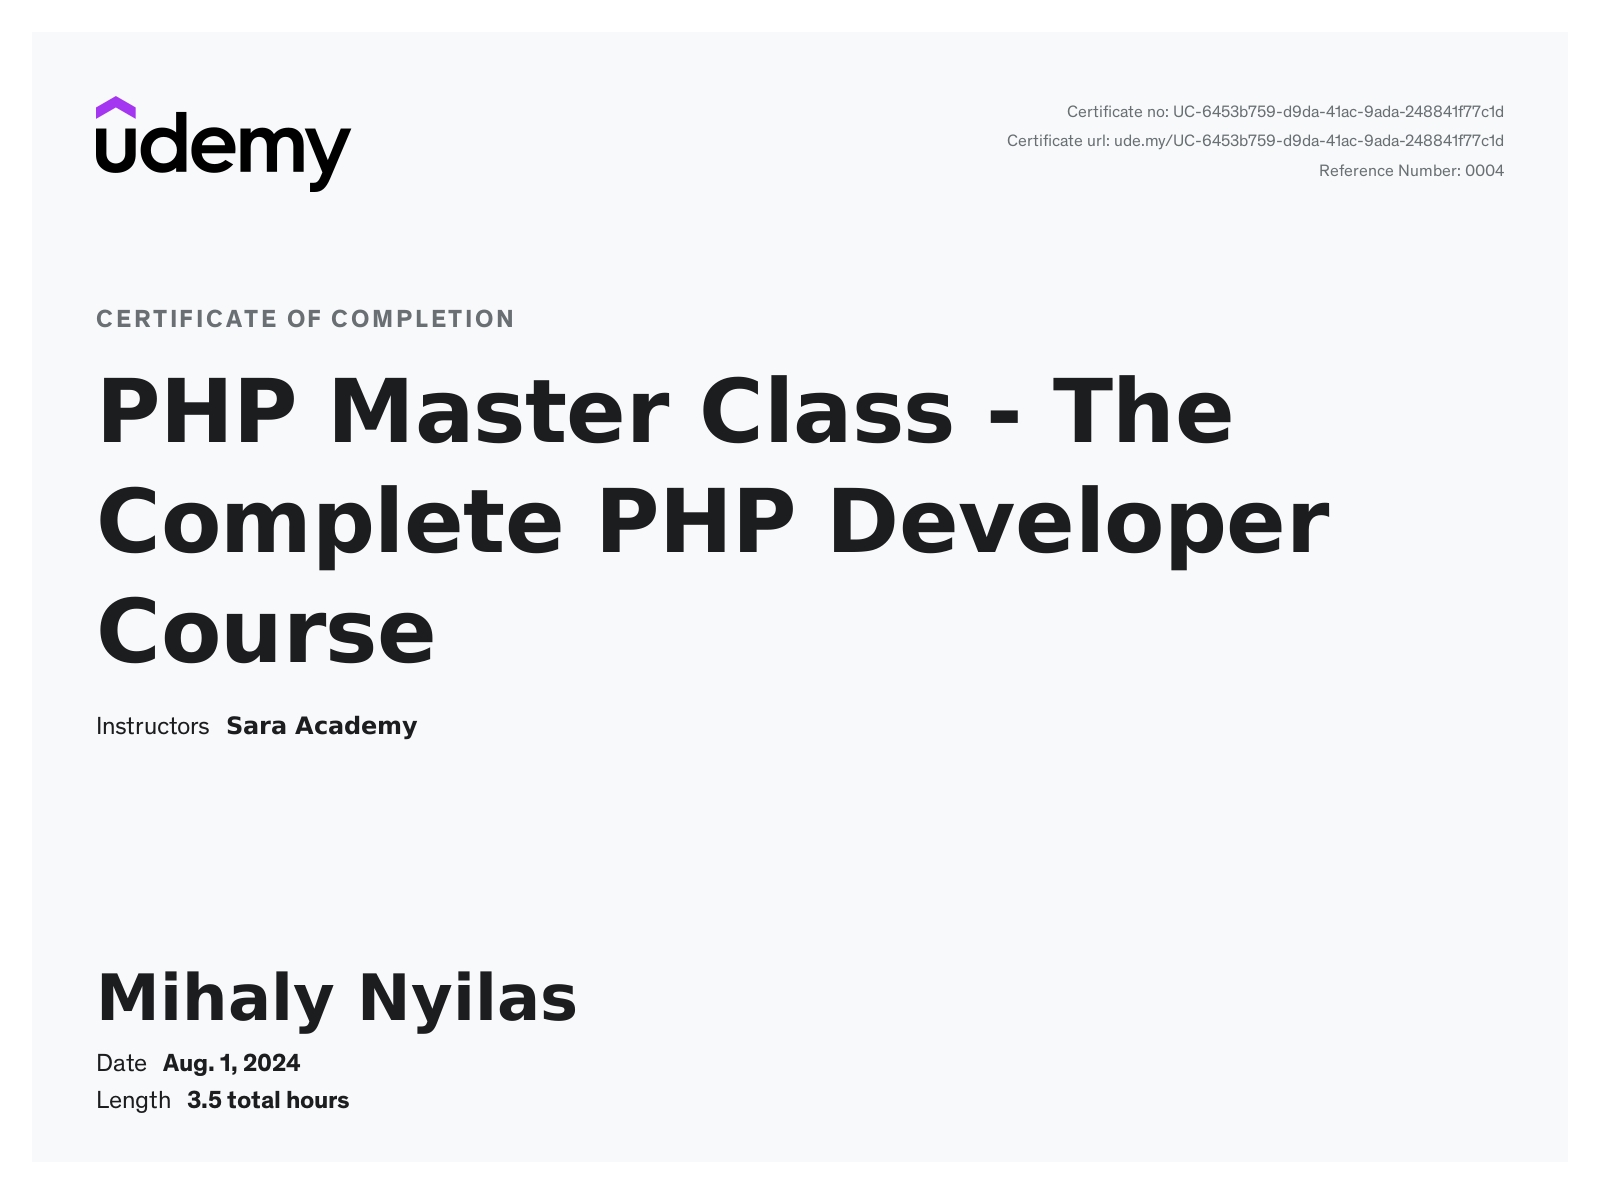 udemy
Certificate no: UC-6453b759-d9da-41ac-9ada-248841f77c1d
Certificate url: ude.my/UC-6453b759-d9da-41ac-9ada-248841f77c1d
Reference Number: 0004
CERTIFICATE OF COMPLETION
PHP Master Class - The
Complete PHP Developer
Course
Instructors Sara Academy
Mihaly Nyilas
Date Aug. 1, 2024
Length 3.5 total hours